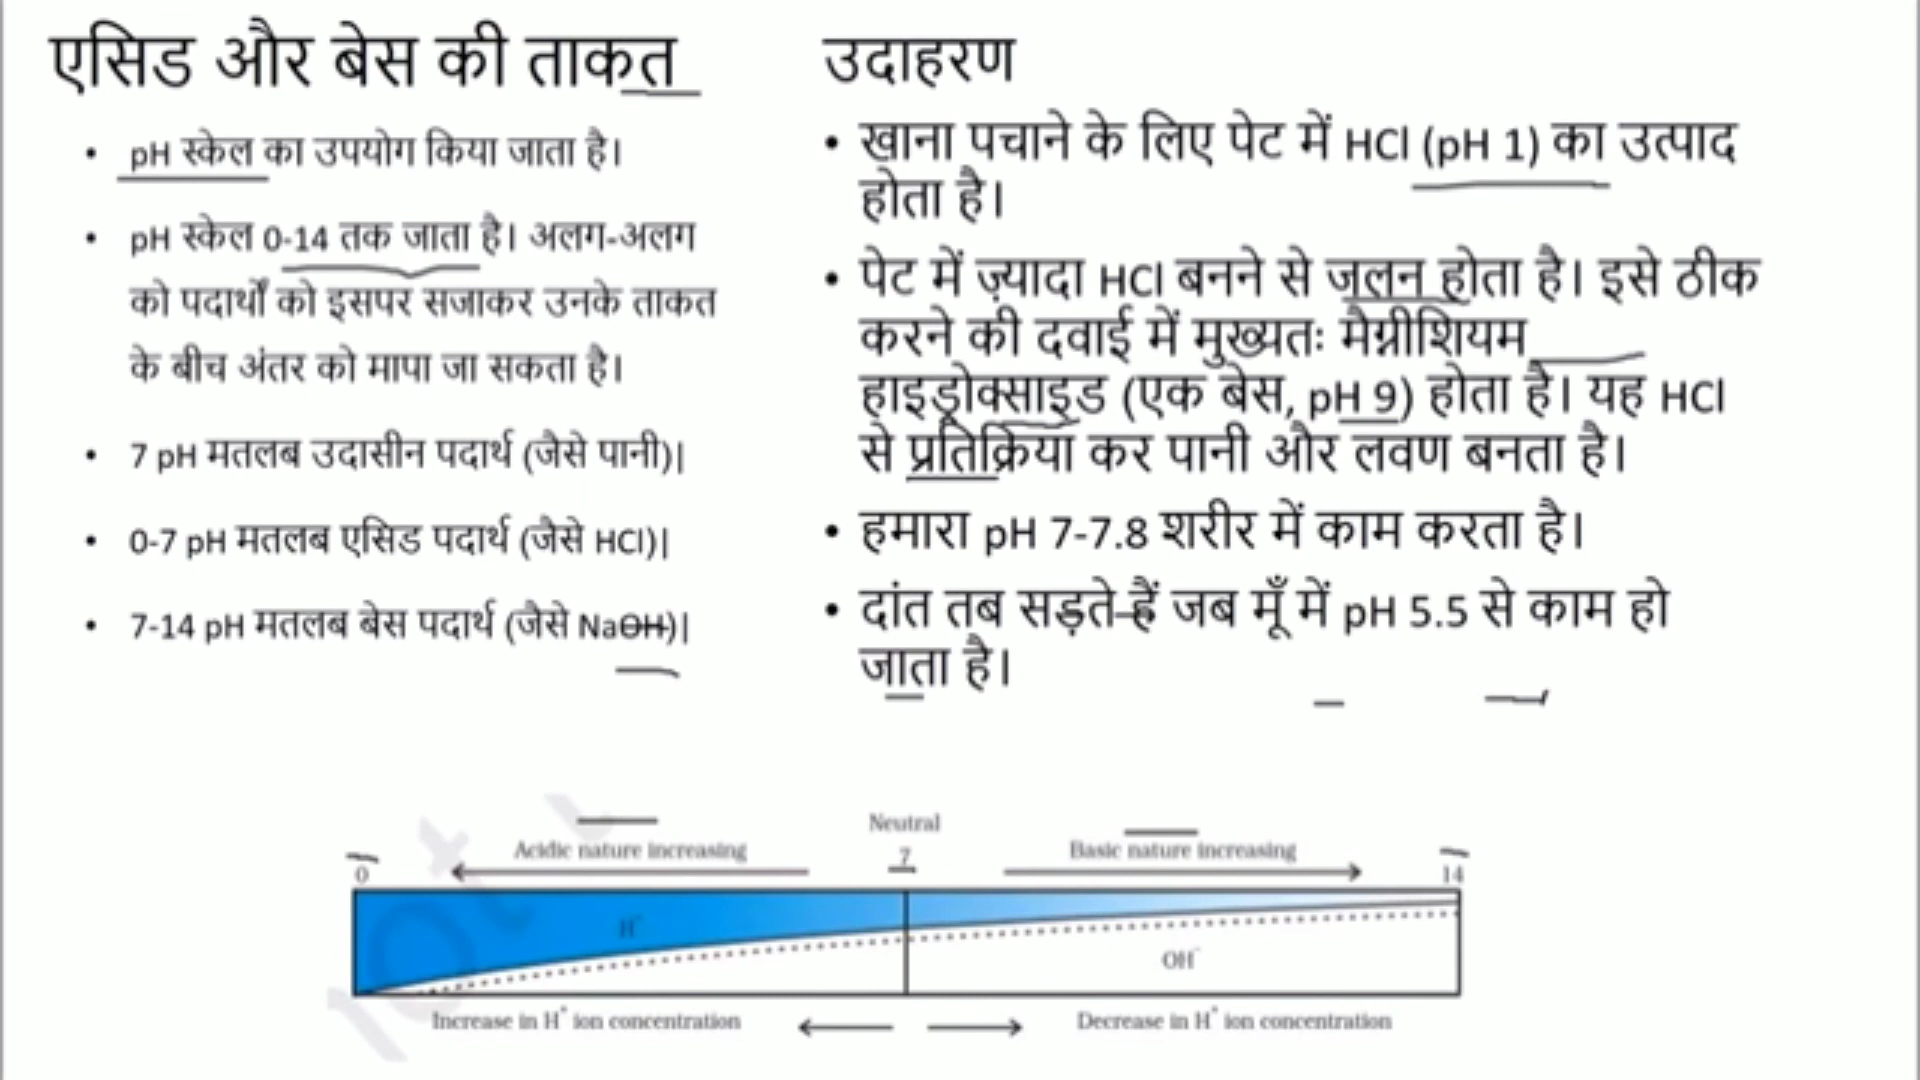 एसिड और बेस की ताकत
• pH स्केल का उपयोग किया जाता है।
• pH स्केल 0-14 तक जाता है। अलग-अलग
को पदार्थों को इसपर सजाकर उनके ताकत
के बीच अंतर को मापा जा सकता है।
• 7 pH मतलब उदासीन पदार्थ (जैसे पानी)|
• 0-7 pH मतलब एसिड पदार्थ (जैसे HCl)|
• 7-14 pH मतलब बेस पदार्थ (जैसे NaOH)|
उदाहरण
• खाना पचाने के लिए पेट में HCl (pH 1) का उत्पाद
होता है।
• पेट में ज़्यादा HCl बनने से जलन होता है। इसे ठीक
करने की दवाई में मुख्यतः मैग्नीशियम
हाइड्रोक्साइड (एक बेस, pH 9) होता है। यह HCl
से प्रतिक्रिया कर पानी और लवण बनता है।
• हमारा pH 7-7.8 शरीर में काम करता है।
• दांत तब सड़ते हैं जब मूँ में pH 5.5 से काम हो
जाता है।
Neutral
Acidic nature increasing 7 Basic nature increasing
0 14
H⁺
OH⁻
Increase in H⁺ ion concentration Decrease in H⁺ ion concentration